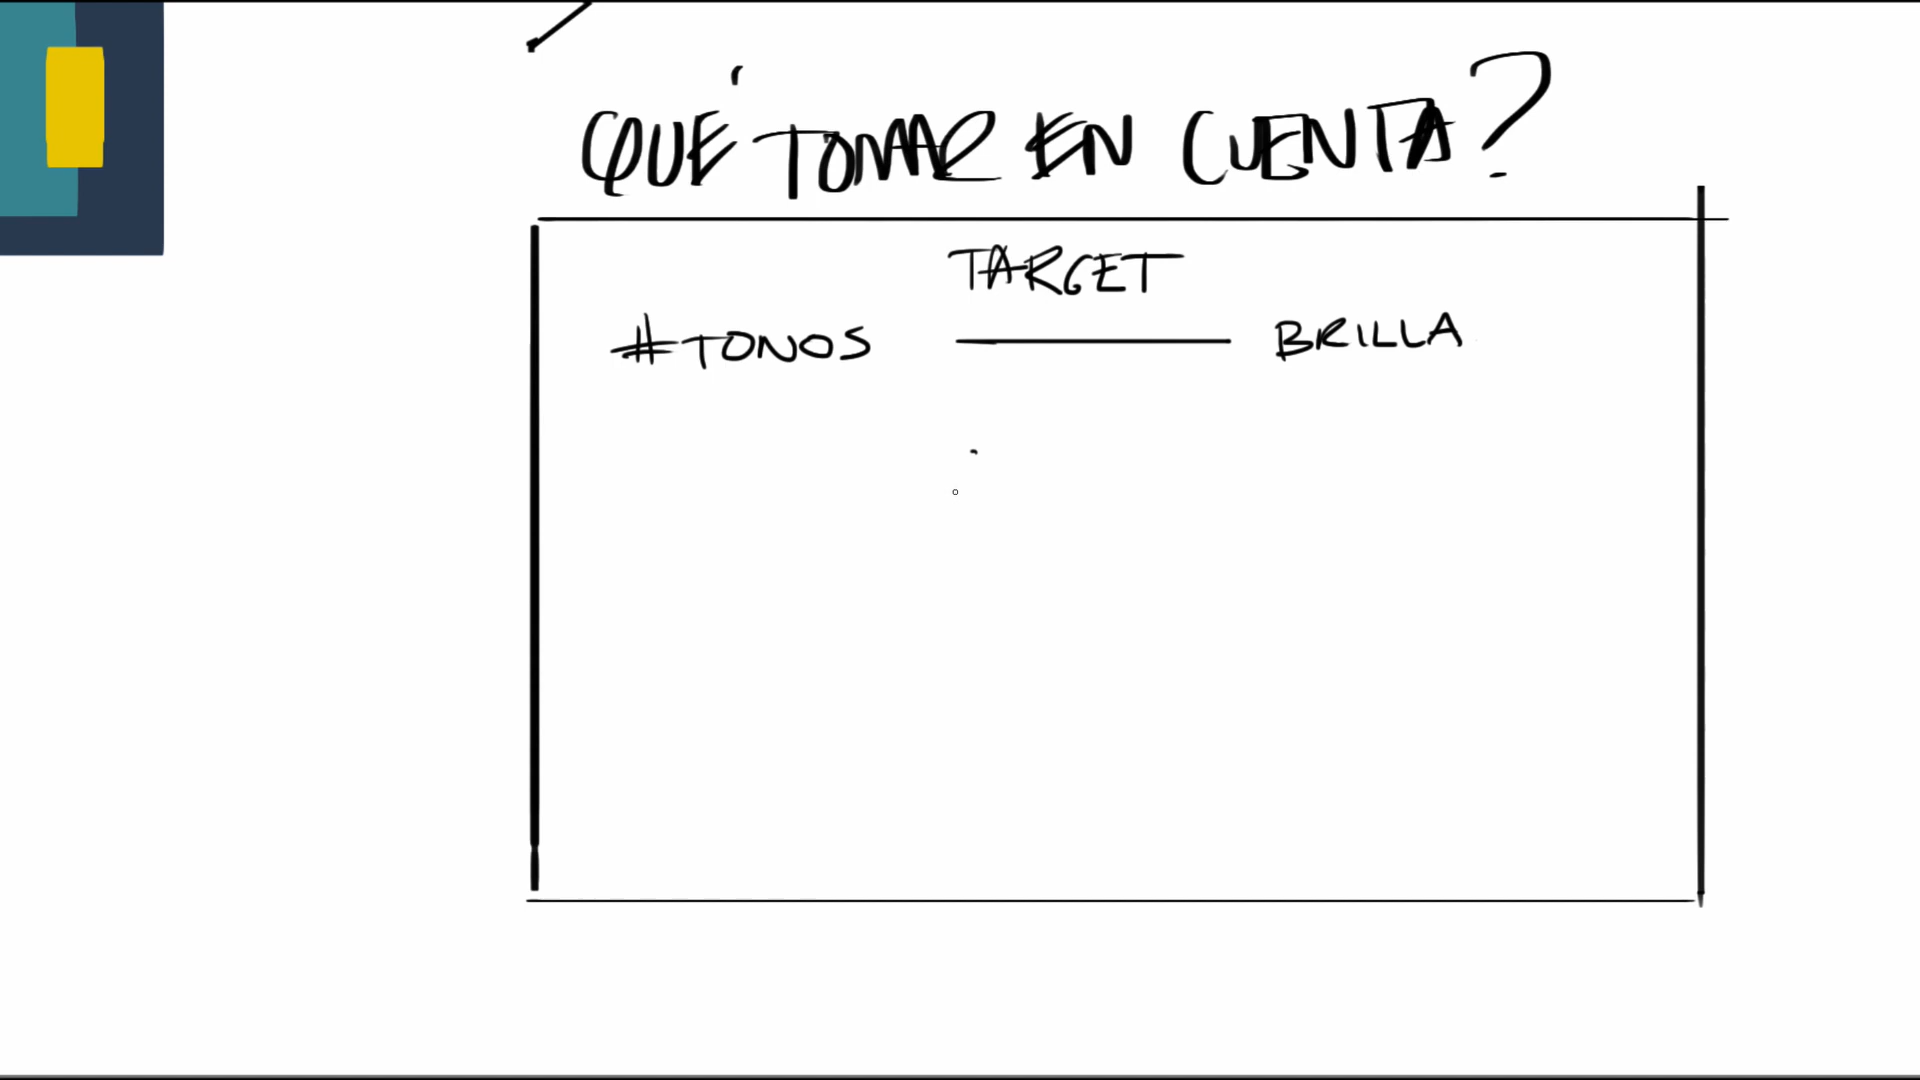 QUÉ TOMAR EN CUENTA?
TARGET
#TONOS — BRILLA